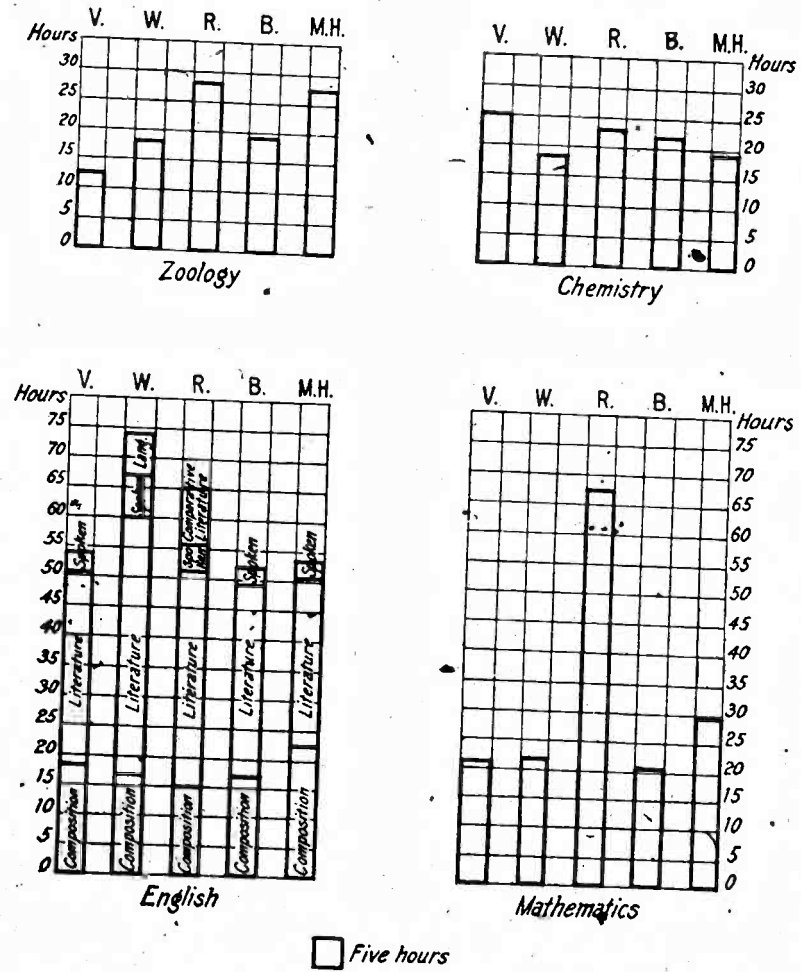 V. W. R. B. M.H.
Hours
30
25
20
15
10
5
0
Zoology
V. W. R. B. M.H.
Hours
30
25
20
15
10
5
0
Chemistry
V. W. R. B. M.H.
Hours
75
70
65
60
55
50
45
40
35
30
25
20
15
10
5
0
Spoken
Literature
Composition
Lang.
Spoken
Literature
Composition
Comparative
Literature
Literature
Composition
Spoken
Literature
Composition
Spoken
Literature
Composition
English
V. W. R. B. M.H.
Hours
75
70
65
60
55
50
45
40
35
30
25
20
15
10
5
0
Mathematics
Five hours